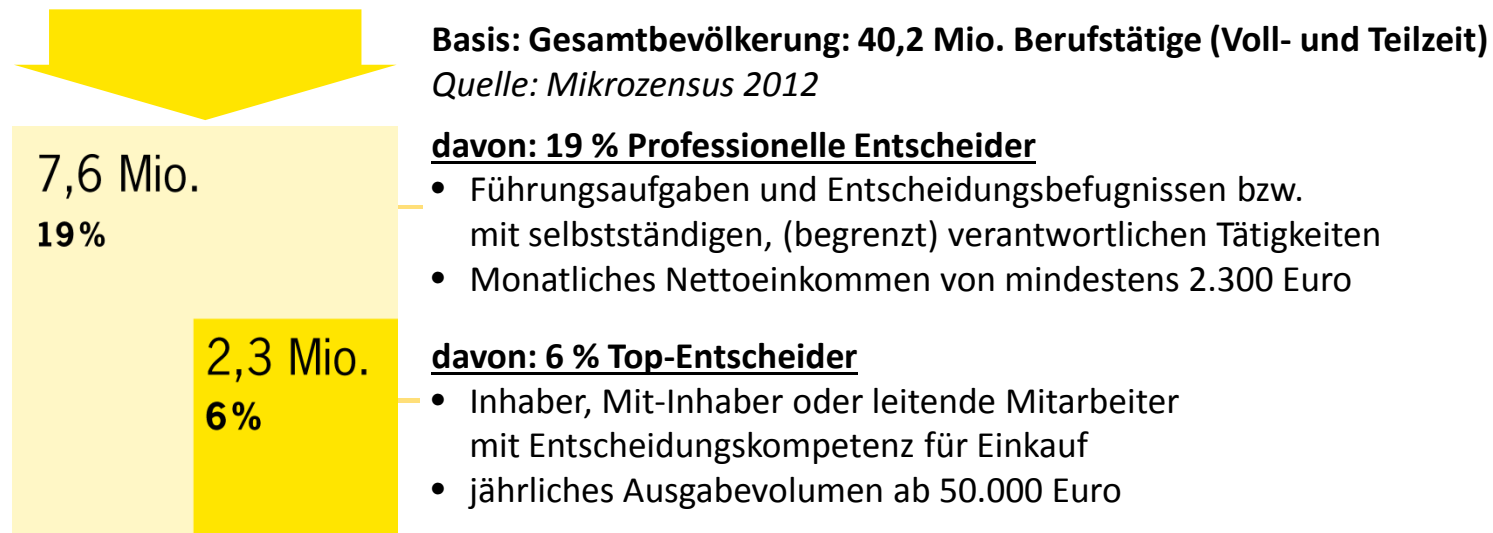 Basis: Gesamtbevölkerung: 40,2 Mio. Berufstätige (Voll- und Teilzeit)
Quelle: Mikrozensus 2012
7,6 Mio.
19%
davon: 19 % Professionelle Entscheider
• Führungsaufgaben und Entscheidungsbefugnissen bzw.
mit selbstständigen, (begrenzt) verantwortlichen Tätigkeiten
• Monatliches Nettoeinkommen von mindestens 2.300 Euro
2,3 Mio.
6%
davon: 6 % Top-Entscheider
• Inhaber, Mit-Inhaber oder leitende Mitarbeiter
mit Entscheidungskompetenz für Einkauf
• jährliches Ausgabevolumen ab 50.000 Euro